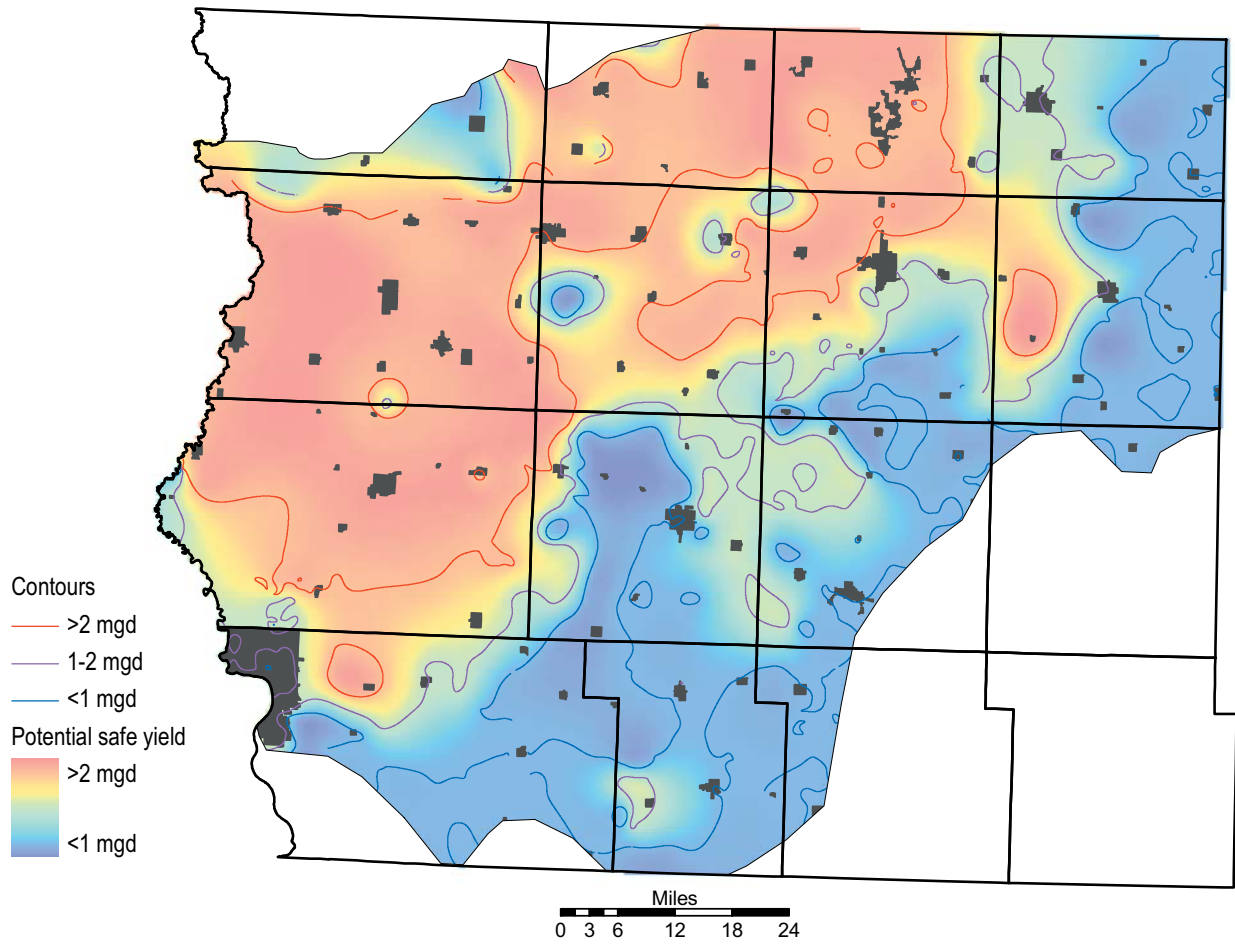 Contours
>2 mgd
1-2 mgd
<1 mgd
Potential safe yield
>2 mgd
<1 mgd
Miles
0 3 6 12 18 24